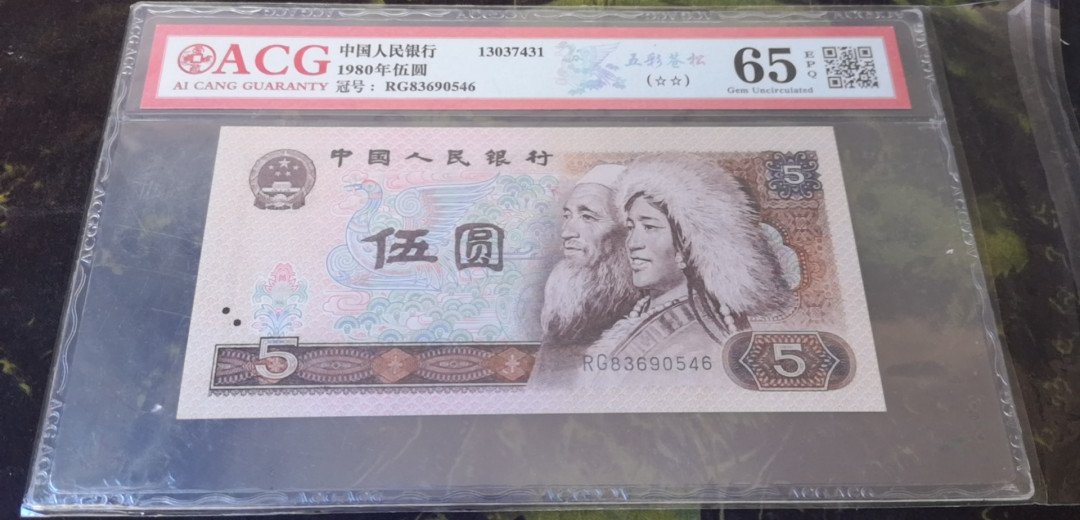 ACG
AI CANG GUARANTY
中国人民银行
1980年伍圆
冠号： RG83690546
13037431
五彩苍松
(☆☆)
65
EPQ
Gem Uncirculated
中国人民银行
5
伍圆
5
RG83690546
5